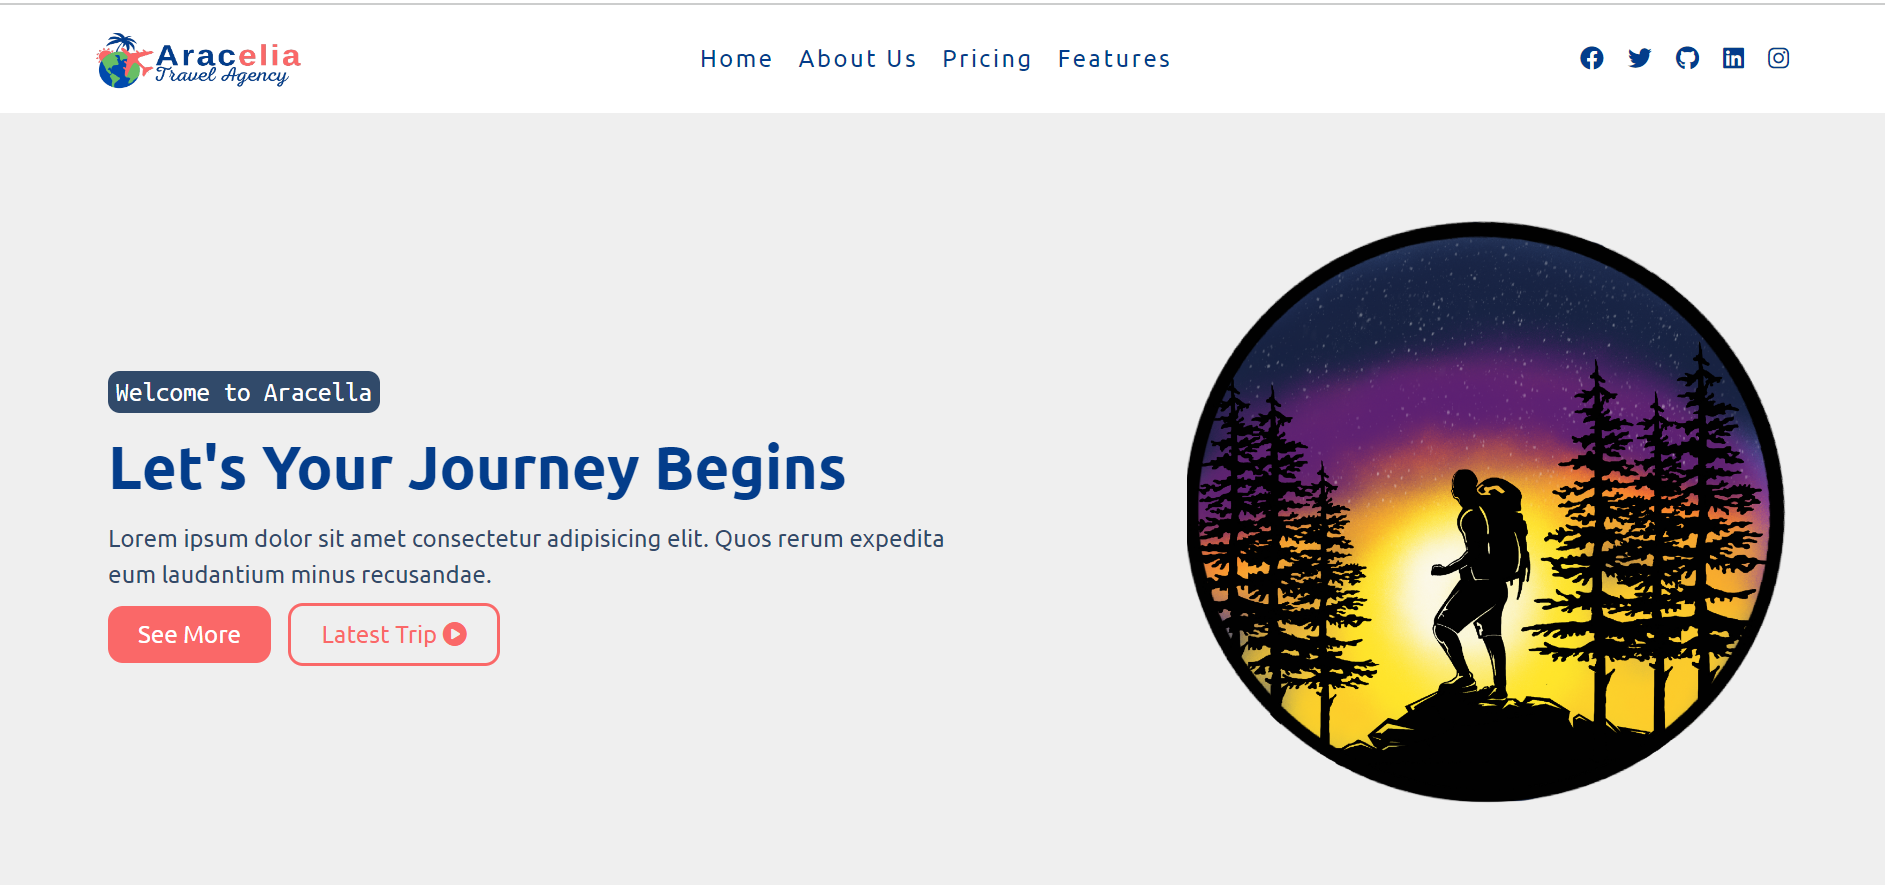 Aracelia
Travel Agency
Home About Us Pricing Features
Welcome to Aracella
Let's Your Journey Begins
Lorem ipsum dolor sit amet consectetur adipisicing elit. Quos rerum expedita
eum laudantium minus recusandae.
See More Latest Trip